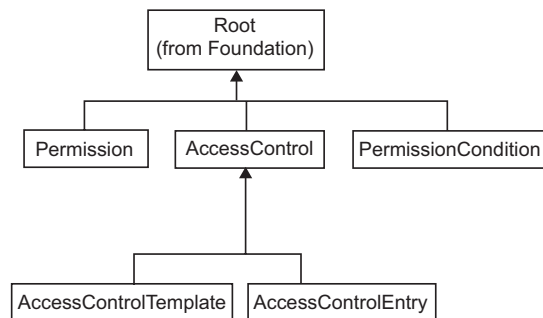 Root
(from Foundation)
Permission
AccessControl
PermissionCondition
AccessControlTemplate
AccessControlEntry